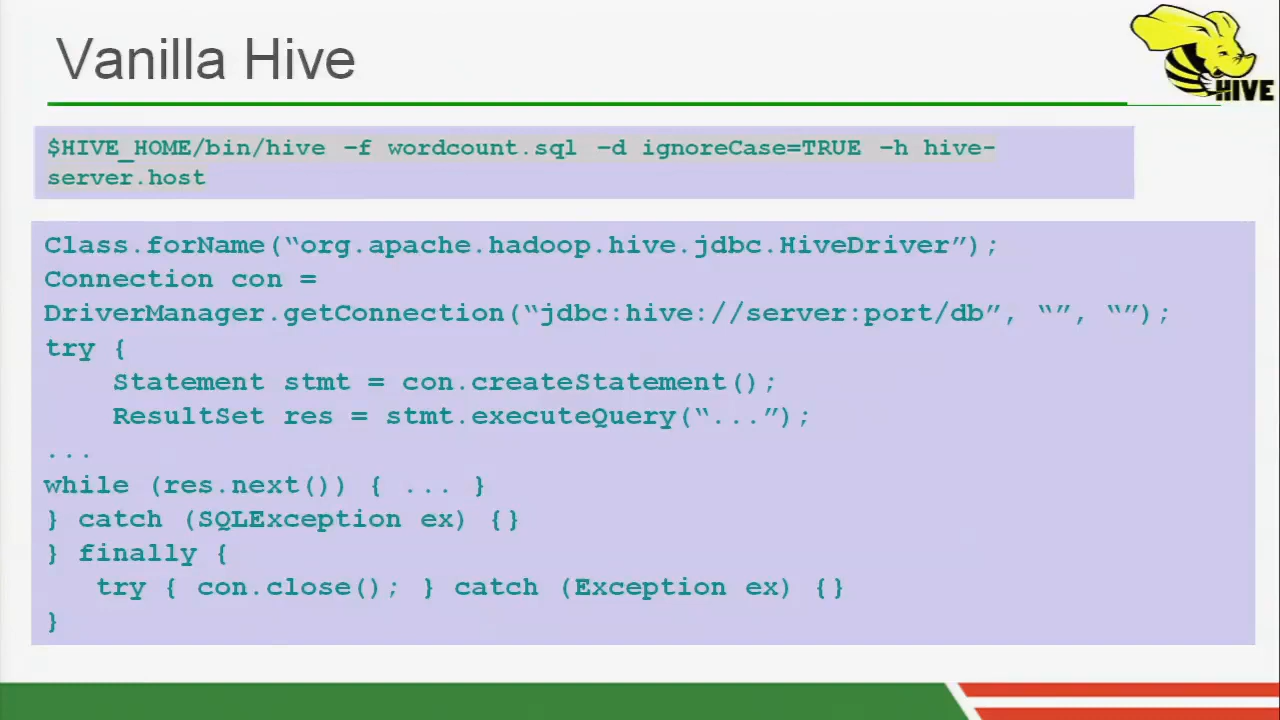 Vanilla Hive
HIVE
$HIVE_HOME/bin/hive –f wordcount.sql –d ignoreCase=TRUE –h hive-
server.host
Class.forName(“org.apache.hadoop.hive.jdbc.HiveDriver”);
Connection con =
DriverManager.getConnection(“jdbc:hive://server:port/db”, “”, “”);
try {
    Statement stmt = con.createStatement();
    ResultSet res = stmt.executeQuery(“...”);
...
while (res.next()) { ... }
} catch (SQLException ex) {}
} finally {
   try { con.close(); } catch (Exception ex) {}
}